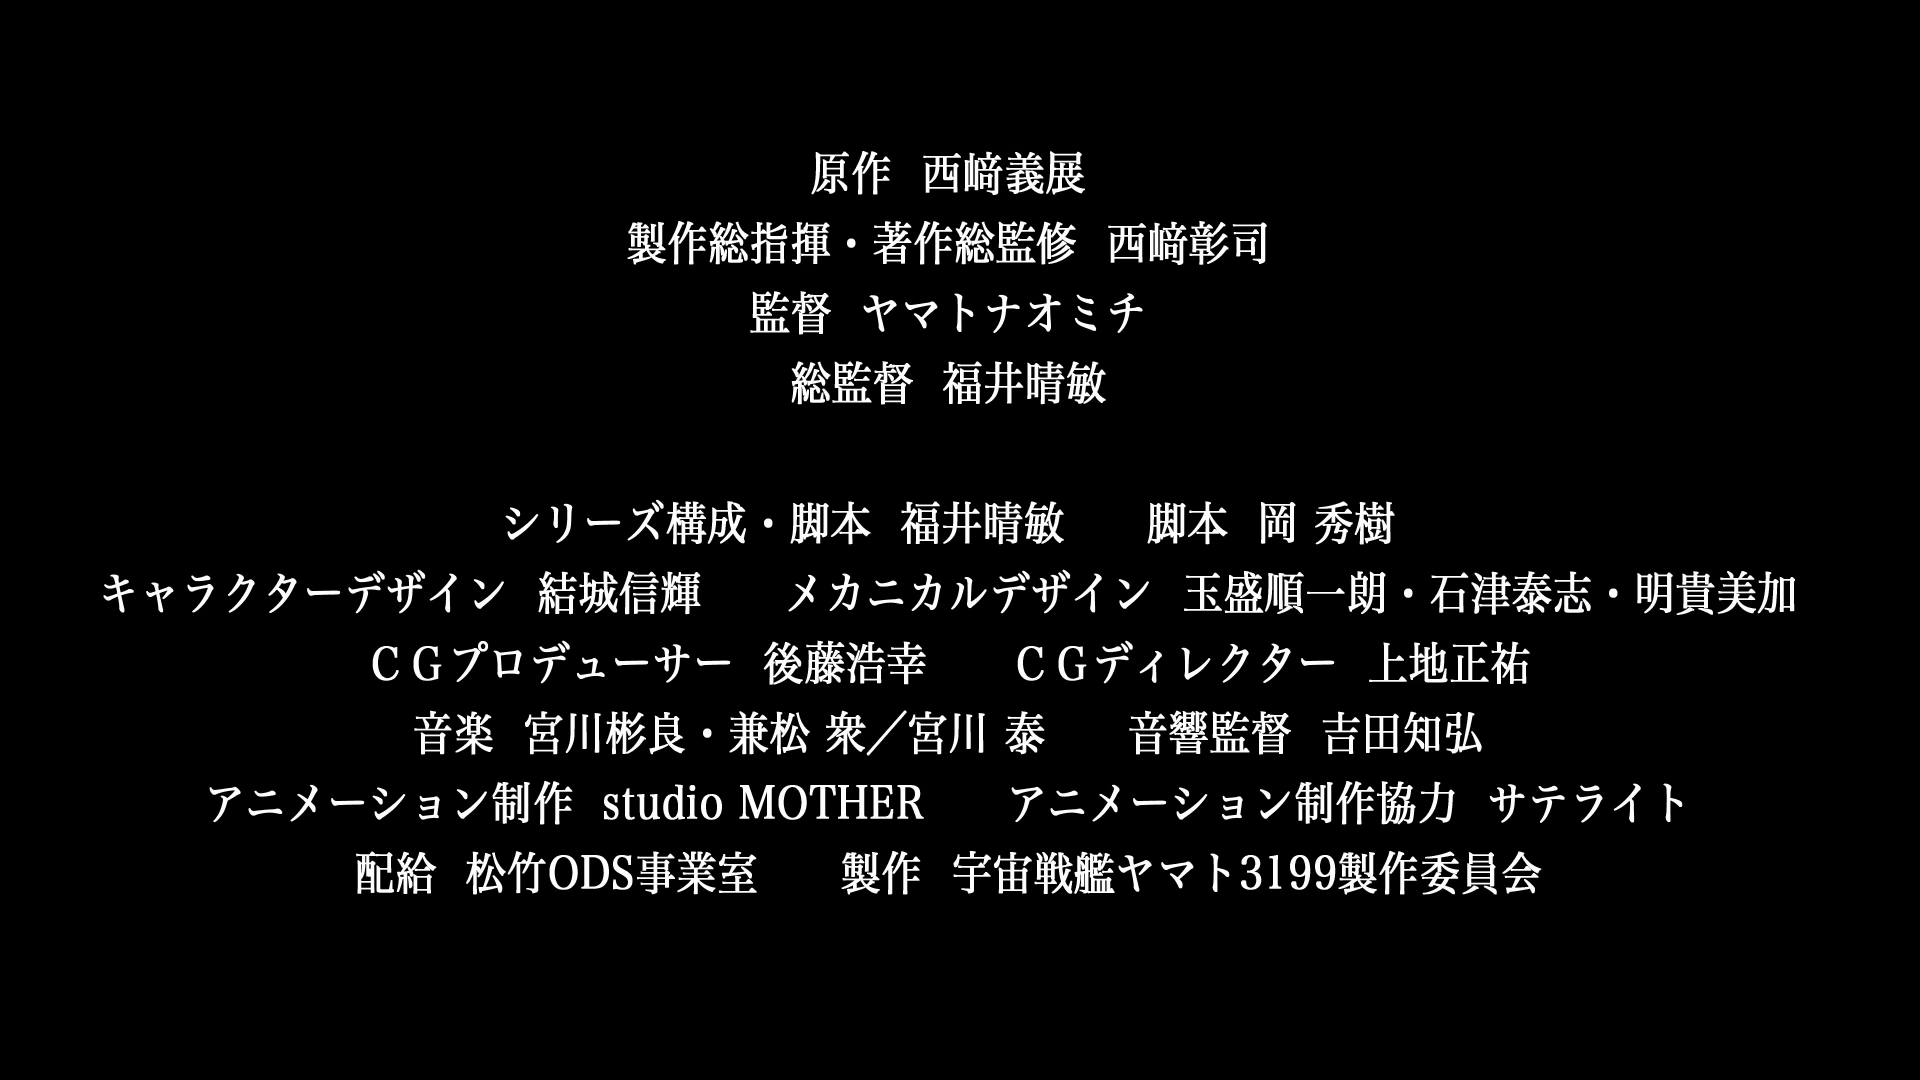 原作 西﨑義展
製作総指揮・著作総監修 西﨑彰司
監督 ヤマトナオミチ
総監督 福井晴敏
シリーズ構成・脚本 福井晴敏 脚本 岡 秀樹
キャラクターデザイン 結城信輝 メカニカルデザイン 玉盛順一朗・石津泰志・明貴美加
ＣＧプロデューサー 後藤浩幸 ＣＧディレクター 上地正祐
音楽 宮川彬良・兼松 衆／宮川 泰 音響監督 吉田知弘
アニメーション制作 studio MOTHER アニメーション制作協力 サテライト
配給 松竹ODS事業室 製作 宇宙戦艦ヤマト3199製作委員会